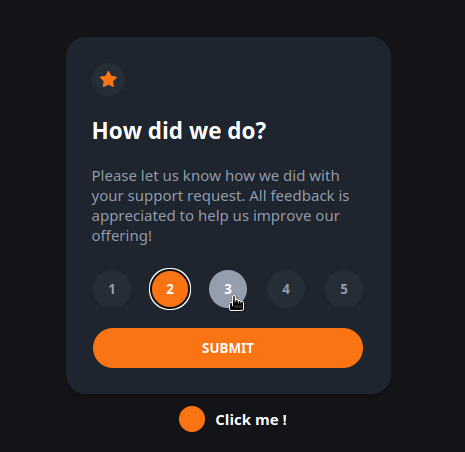 How did we do?
Please let us know how we did with
your support request. All feedback is
appreciated to help us improve our
offering!
1 2 3 4 5
SUBMIT
Click me !